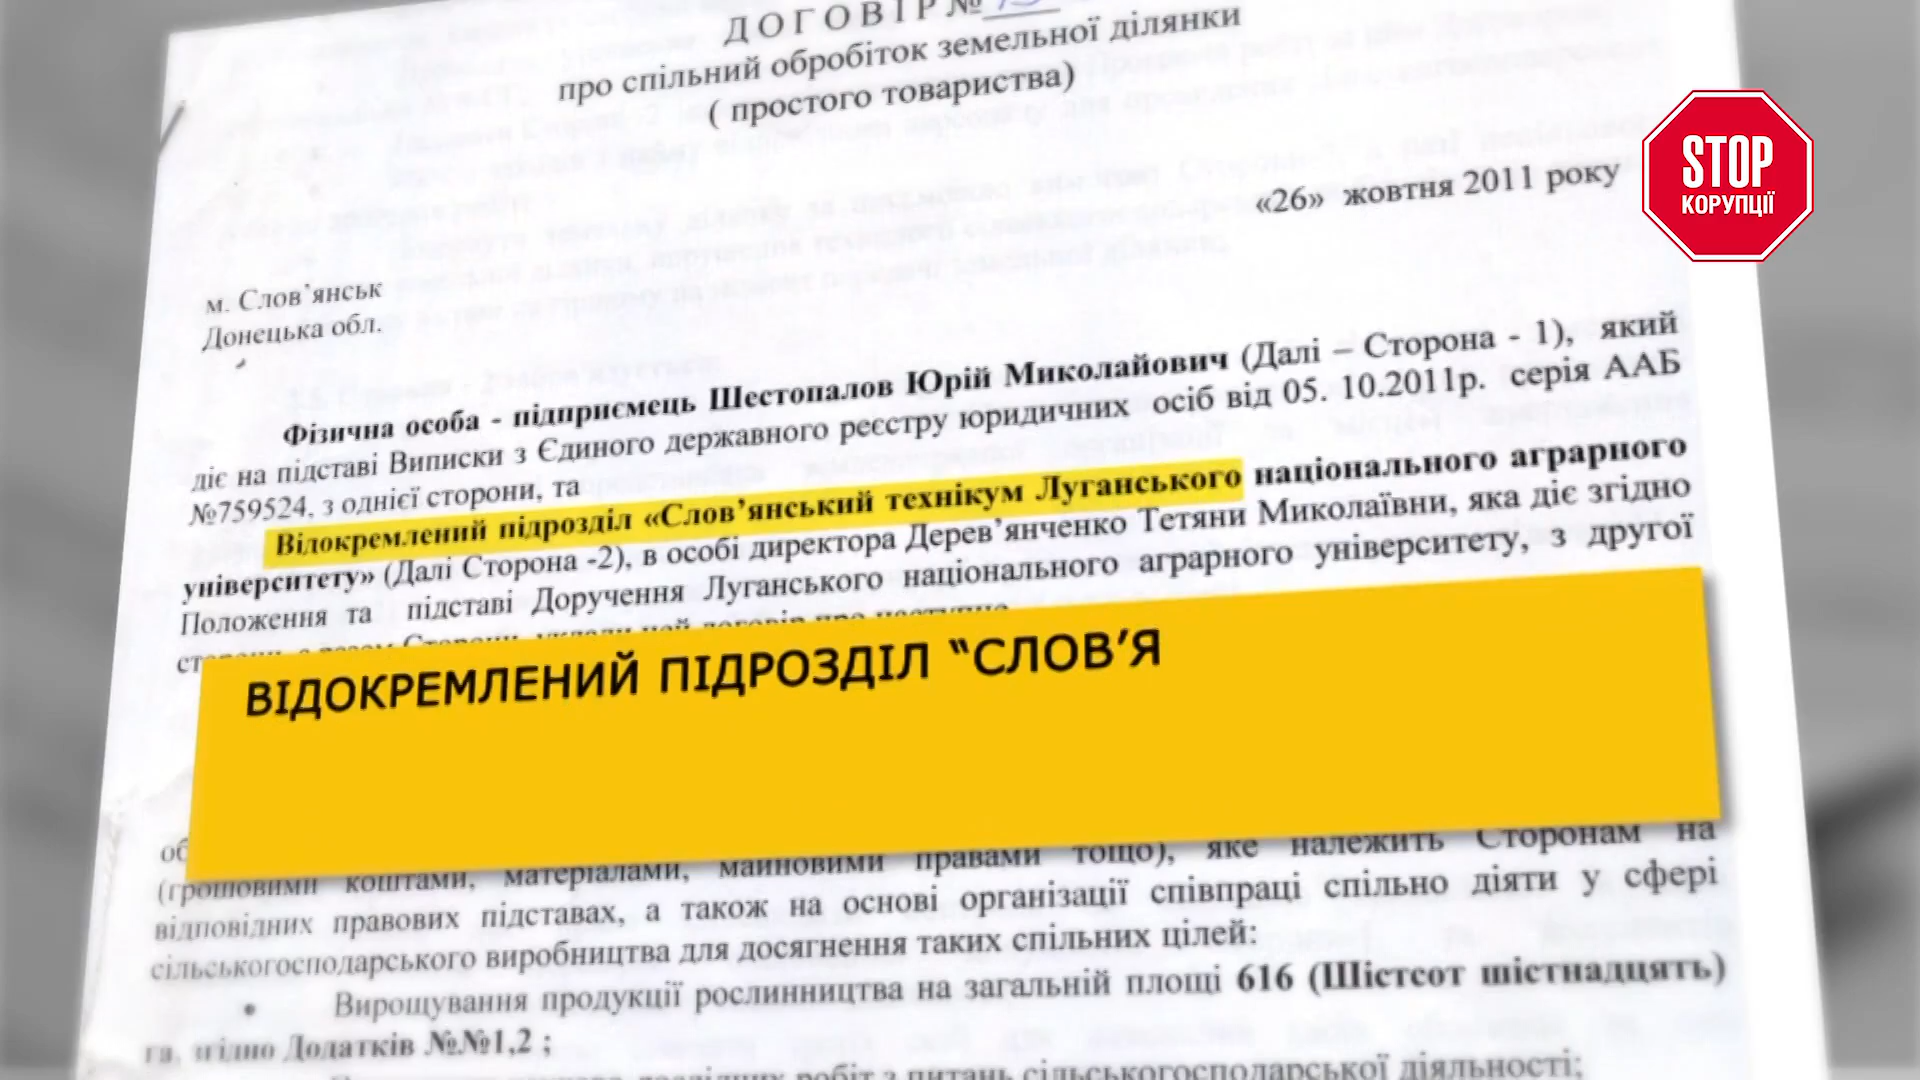 ДОГОВІР №
про спільний обробіток земельної ділянки
( простого товариства)
«26» жовтня 2011 року
STOP
КОРУПЦІЇ
м. Слов'янськ
Донецька обл.
Фізична особа - підприємець Шестопалов Юрій Миколайович (Далі – Сторона - 1), який
діє на підставі Виписки з Єдиного державного реєстру юридичних осіб від 05. 10.2011р. серія ААБ
№759524, з однієї сторони, та
Відокремлений підрозділ «Слов’янський технікум Луганського національного аграрного
університету» (Далі Сторона -2), в особі директора Дерев’янченко Тетяни Миколаївни, яка діє згідно
Положення та підставі Доручення Луганського національного аграрного університету, з другої
ВІДОКРЕМЛЕНИЙ ПІДРОЗДІЛ “СЛОВ’Я
(грошовими коштами, матеріалами, майновими правами тощо), яке належить Сторонам на
відповідних правових підставах, а також на основі організації співпраці спільно діяти у сфері
сільськогосподарського виробництва для досягнення таких спільних цілей:
• Вирощування продукції рослинництва на загальній площі 616 (Шістсот шістнадцять)
га, згідно Додатків №№1,2 ;
робіт з питань сільськогосподарської діяльності;